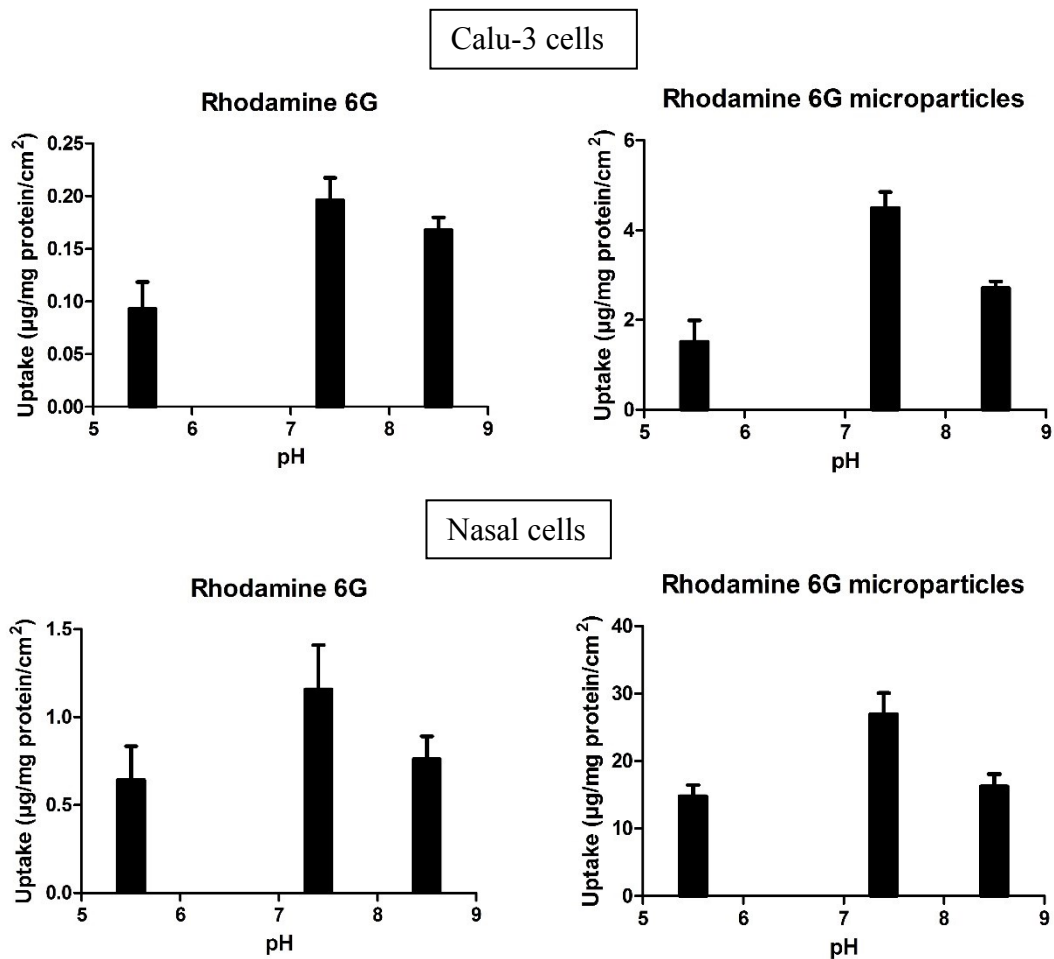 Calu-3 cells
Rhodamine 6G
Uptake (µg/mg protein/cm²)
0.25
0.20
0.15
0.10
0.05
0.00
5 6 7 8 9
pH
Rhodamine 6G microparticles
Uptake (µg/mg protein/cm²)
6
4
2
0
5 6 7 8 9
pH
Nasal cells
Rhodamine 6G
Uptake (µg/mg protein/cm²)
1.5
1.0
0.5
0.0
5 6 7 8 9
pH
Rhodamine 6G microparticles
Uptake (µg/mg protein/cm²)
40
30
20
10
0
5 6 7 8 9
pH